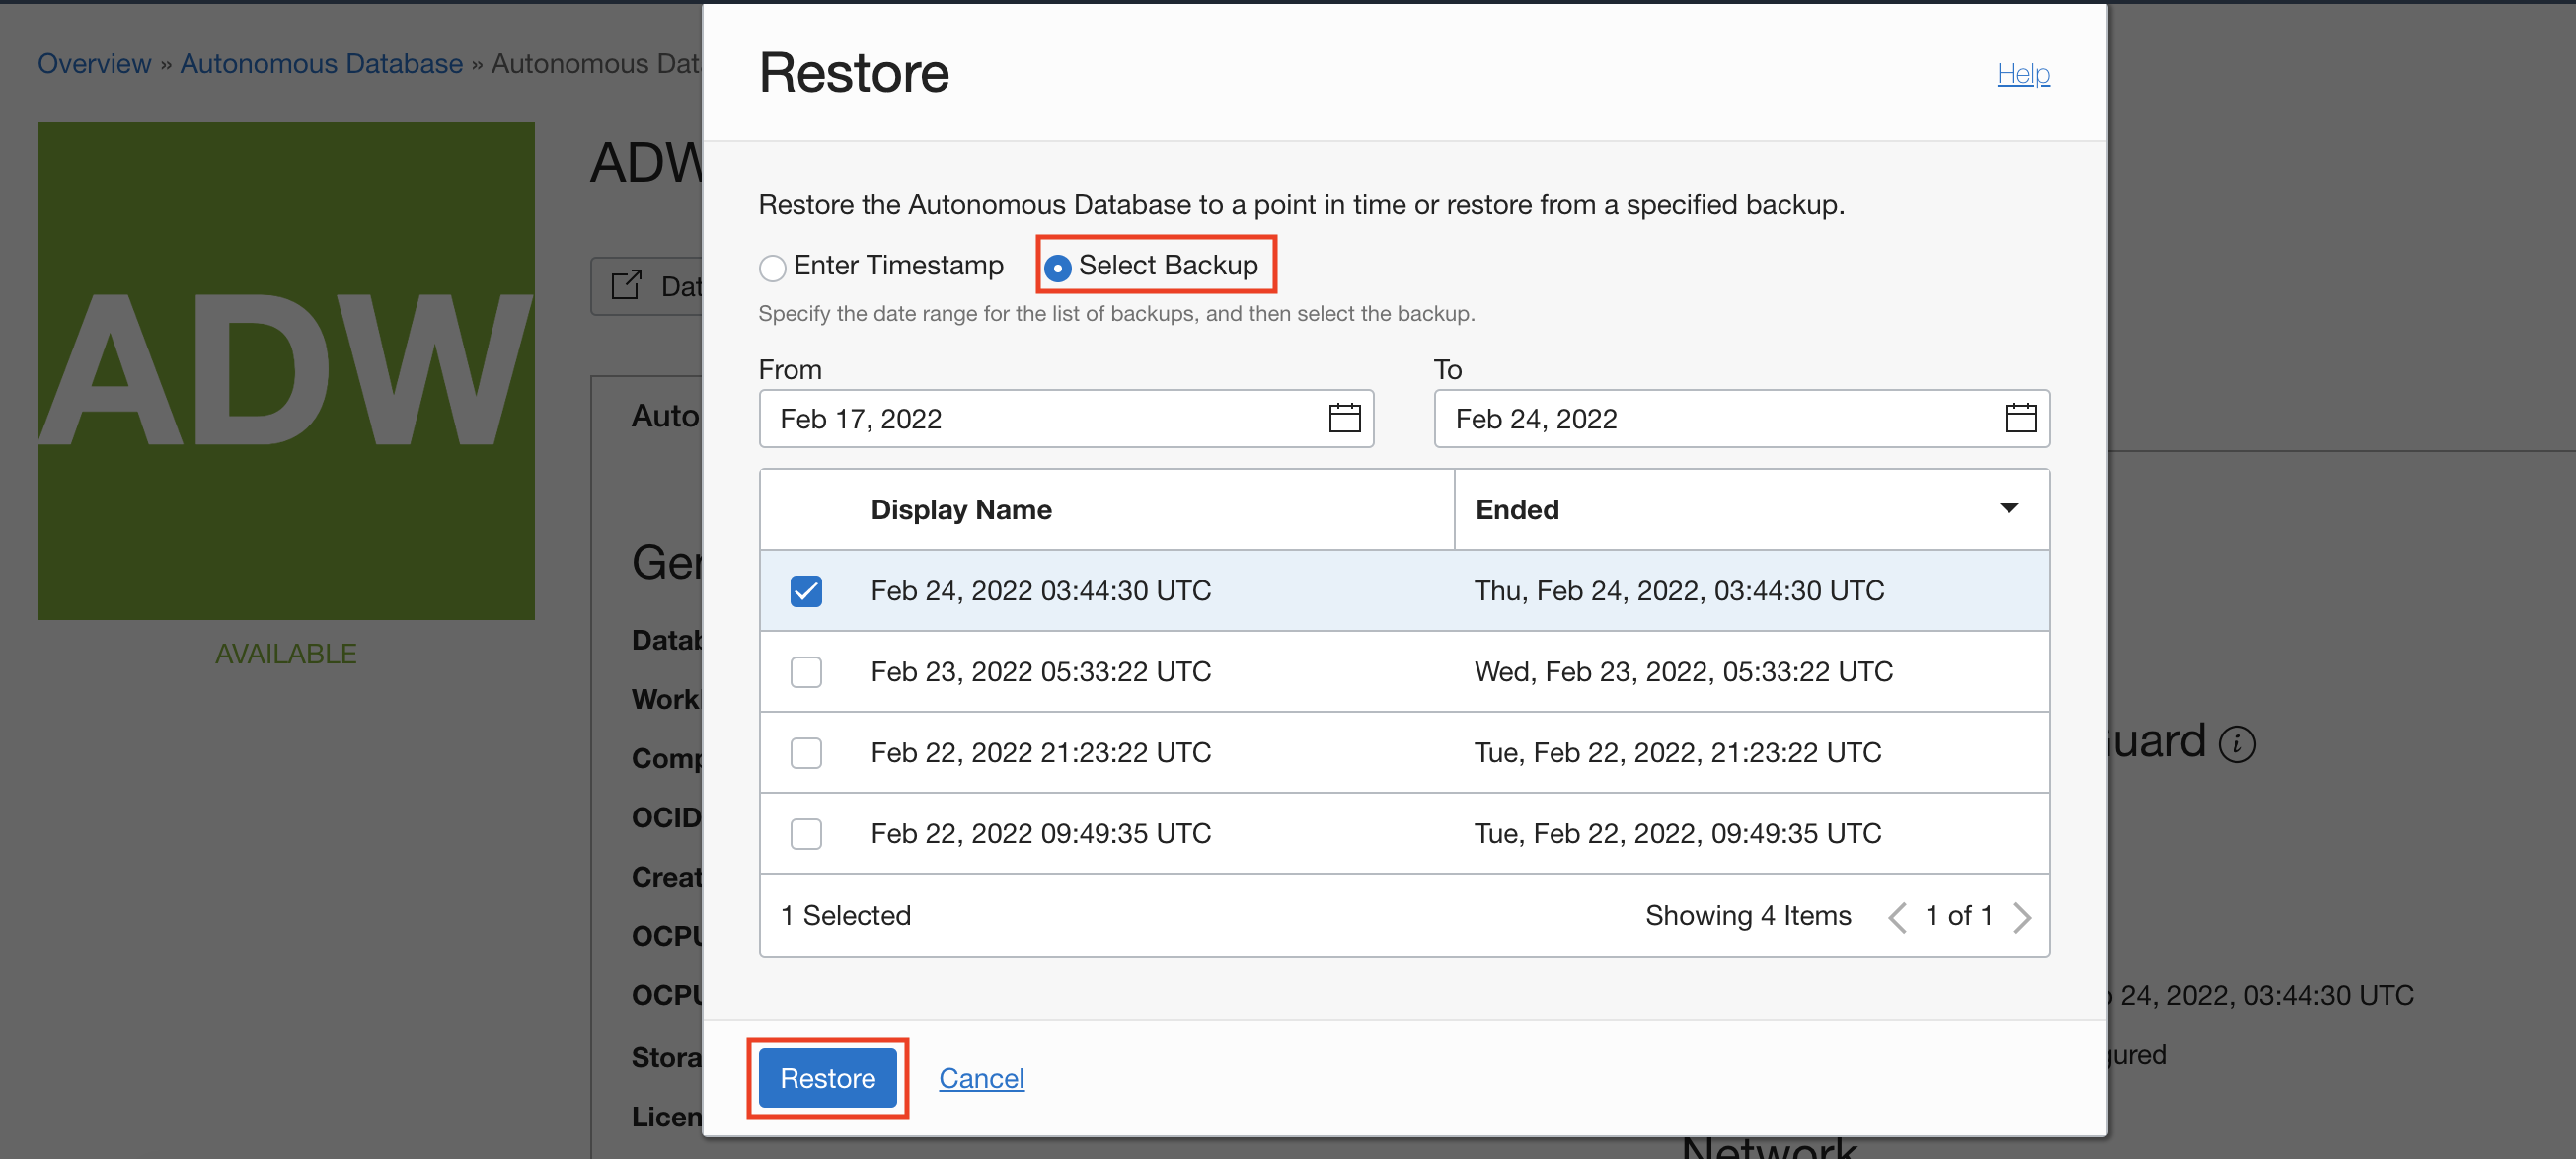 Overview » Autonomous Database » Autonomous Dat
ADW
ADW
AVAILABLE
Dat
Auto
Ger
Datab
Work
Comp
OCID
Creat
OCPU
OCPU
Stora
Licen
Restore
Help
Restore the Autonomous Database to a point in time or restore from a specified backup.
Enter Timestamp Select Backup
Specify the date range for the list of backups, and then select the backup.
From To
Feb 17, 2022 Feb 24, 2022
Display Name Ended
Feb 24, 2022 03:44:30 UTC Thu, Feb 24, 2022, 03:44:30 UTC
Feb 23, 2022 05:33:22 UTC Wed, Feb 23, 2022, 05:33:22 UTC
Feb 22, 2022 21:23:22 UTC Tue, Feb 22, 2022, 21:23:22 UTC
Feb 22, 2022 09:49:35 UTC Tue, Feb 22, 2022, 09:49:35 UTC
1 Selected Showing 4 Items 1 of 1
Restore Cancel
uard
24, 2022, 03:44:30 UTC
gured
Network